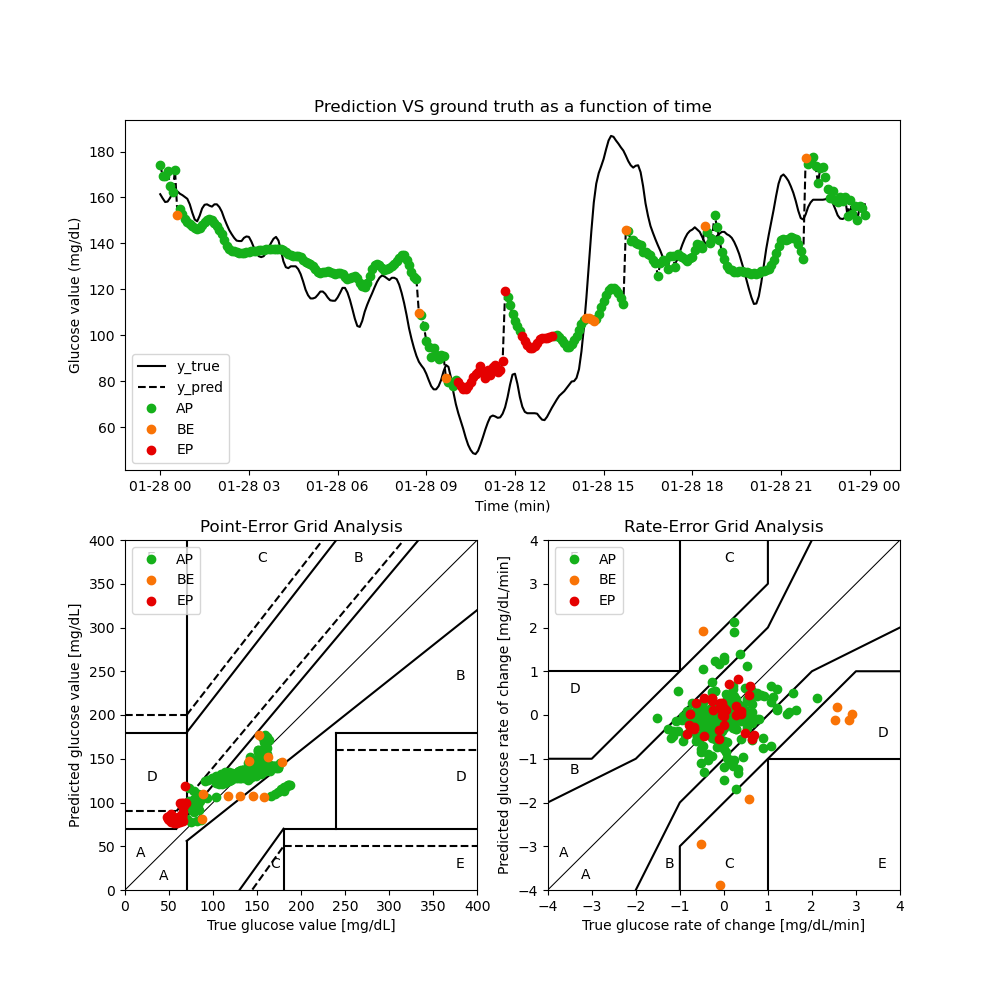 Prediction VS ground truth as a function of time
Glucose value (mg/dL)
180
160
140
120
100
80
60
y_true
y_pred
AP
BE
EP
01-28 00 01-28 03 01-28 06 01-28 09 01-28 12 01-28 15 01-28 18 01-28 21 01-29 00
Time (min)
Point-Error Grid Analysis
Predicted glucose value [mg/dL]
400
350
300
250
200
150
100
50
0
AP
BE
EP
C
B
B
D
D
A
A
C
E
0 50 100 150 200 250 300 350 400
True glucose value [mg/dL]
Rate-Error Grid Analysis
Predicted glucose rate of change [mg/dL/min]
4
3
2
1
0
−1
−2
−3
−4
AP
BE
EP
C
D
D
B
A
A
B
C
E
−4 −3 −2 −1 0 1 2 3 4
True glucose rate of change [mg/dL/min]